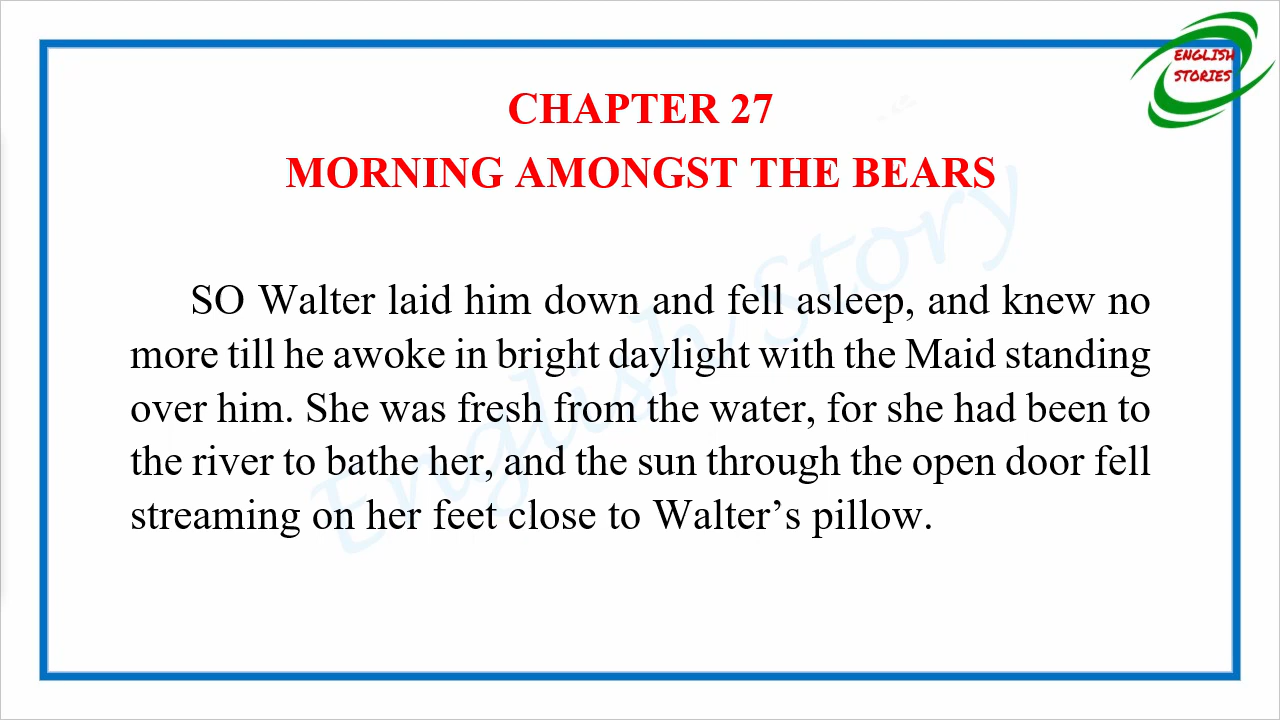 ENGLISH
STORIES
CHAPTER 27
MORNING AMONGST THE BEARS
SO Walter laid him down and fell asleep, and knew no
more till he awoke in bright daylight with the Maid standing
over him. She was fresh from the water, for she had been to
the river to bathe her, and the sun through the open door fell
streaming on her feet close to Walter’s pillow.
English Story